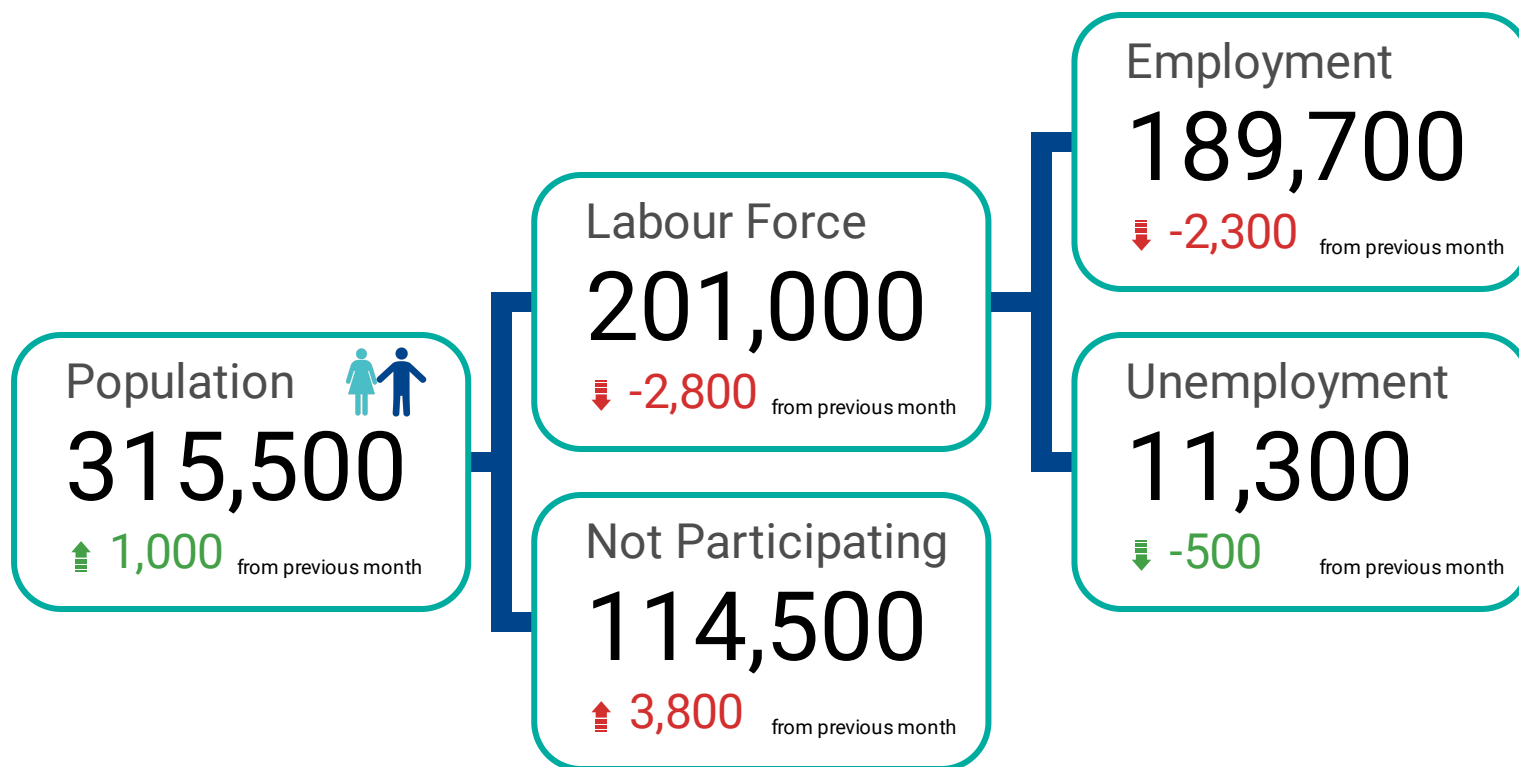 Population
315,500
1,000 from previous month
Labour Force
201,000
-2,800 from previous month
Not Participating
114,500
3,800 from previous month
Employment
189,700
-2,300 from previous month
Unemployment
11,300
-500 from previous month